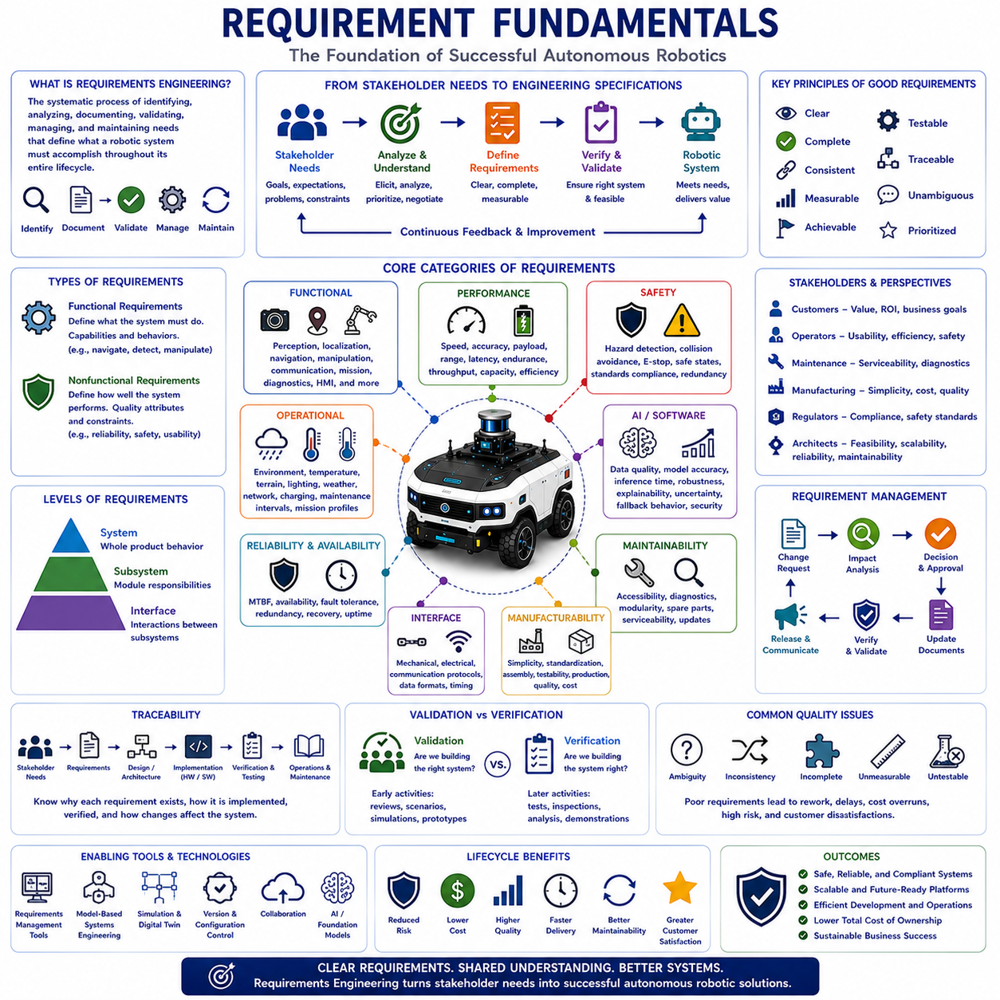 REQUIREMENT FUNDAMENTALS
The Foundation of Successful Autonomous Robotics
WHAT IS REQUIREMENTS ENGINEERING?
The systematic process of identifying,
analyzing, documenting, validating,
managing, and maintaining needs
that define what a robotic system
must accomplish throughout its
entire lifecycle.
Identify
Document
Validate
Manage
Maintain
FROM STAKEHOLDER NEEDS TO ENGINEERING SPECIFICATIONS
Stakeholder
Needs
Goals, expectations,
problems, constraints
Analyze &
Understand
Elicit, analyze,
prioritize, negotiate
Define
Requirements
Clear, complete,
measurable
Verify &
Validate
Ensure right system
& feasible
Robotic
System
Meets needs,
delivers value
Continuous Feedback & Improvement
KEY PRINCIPLES OF GOOD REQUIREMENTS
Clear
Complete
Consistent
Measurable
Achievable
Testable
Traceable
Unambiguous
Prioritized
TYPES OF REQUIREMENTS
Functional Requirements
Define what the system must do.
Capabilities and behaviors.
(e.g., navigate, detect, manipulate)
Nonfunctional Requirements
Define how well the system
performs. Quality attributes
and constraints.
(e.g., reliability, safety, usability)
CORE CATEGORIES OF REQUIREMENTS
FUNCTIONAL
Perception, localization,
navigation, manipulation,
communication, mission,
diagnostics, HMI, and more
PERFORMANCE
Speed, accuracy, payload,
range, latency, endurance,
throughput, capacity, efficiency
SAFETY
Hazard detection, collision
avoidance, E-stop, safe states,
standards compliance, redundancy
OPERATIONAL
Environment, temperature,
terrain, lighting, weather,
network, charging, maintenance
intervals, mission profiles
AI / SOFTWARE
Data quality, model accuracy,
inference time, robustness,
explainability, uncertainty,
fallback behavior, security
RELIABILITY & AVAILABILITY
MTBF, availability, fault tolerance,
redundancy, recovery, uptime
MAINTAINABILITY
Accessibility, diagnostics,
modularity, spare parts,
serviceability, updates
INTERFACE
Mechanical, electrical,
communication protocols,
data formats, timing
MANUFACTURABILITY
Simplicity, standardization,
assembly, testability, production,
quality, cost
STAKEHOLDERS & PERSPECTIVES
Customers – Value, ROI, business goals
Operators – Usability, efficiency, safety
Maintenance – Serviceability, diagnostics
Manufacturing – Simplicity, cost, quality
Regulators – Compliance, safety standards
Architects – Feasibility, scalability,
reliability, maintainability
LEVELS OF REQUIREMENTS
System
Whole product behavior
Subsystem
Module responsibilities
Interface
Interactions between
subsystems
REQUIREMENT MANAGEMENT
Change
Request
Impact
Analysis
Decision
& Approval
Release &
Communicate
Verify
& Validate
Update
Documents
TRACEABILITY
Stakeholder
Needs
Requirements
Design /
Architecture
Implementation
(HW / SW)
Verification &
Testing
Operations &
Maintenance
Know why each requirement exists, how it is implemented,
verified, and how changes affect the system.
VALIDATION vs VERIFICATION
Validation
Are we building
the right system?
VS.
Verification
Are we building
the system right?
Early activities:
reviews, scenarios,
simulations, prototypes
Later activities:
tests, inspections,
analysis, demonstrations
COMMON QUALITY ISSUES
Ambiguity
Inconsistency
Incomplete
Unmeasurable
Untestable
Poor requirements lead to rework, delays, cost overruns,
high risk, and customer disatisfactions.
ENABLING TOOLS & TECHNOLOGIES
Requirements
Management
Tools
Model-Based
Systems
Engineering
Simulation &
Digital Twin
Version &
Configuration
Control
Collaboration
AI /
Foundation
Models
LIFECYCLE BENEFITS
Reduced
Risk
Lower
Cost
Higher
Quality
Faster
Delivery
Better
Maintainability
Greater
Customer
Satisfaction
OUTCOMES
Safe, Reliable, and Compliant Systems
Scalable and Future-Ready Platforms
Efficient Development and Operations
Lower Total Cost of Ownership
Sustainable Business Success
CLEAR REQUIREMENTS. SHARED UNDERSTANDING. BETTER SYSTEMS.
Requirements Engineering turns stakeholder needs into successful autonomous robotic solutions.